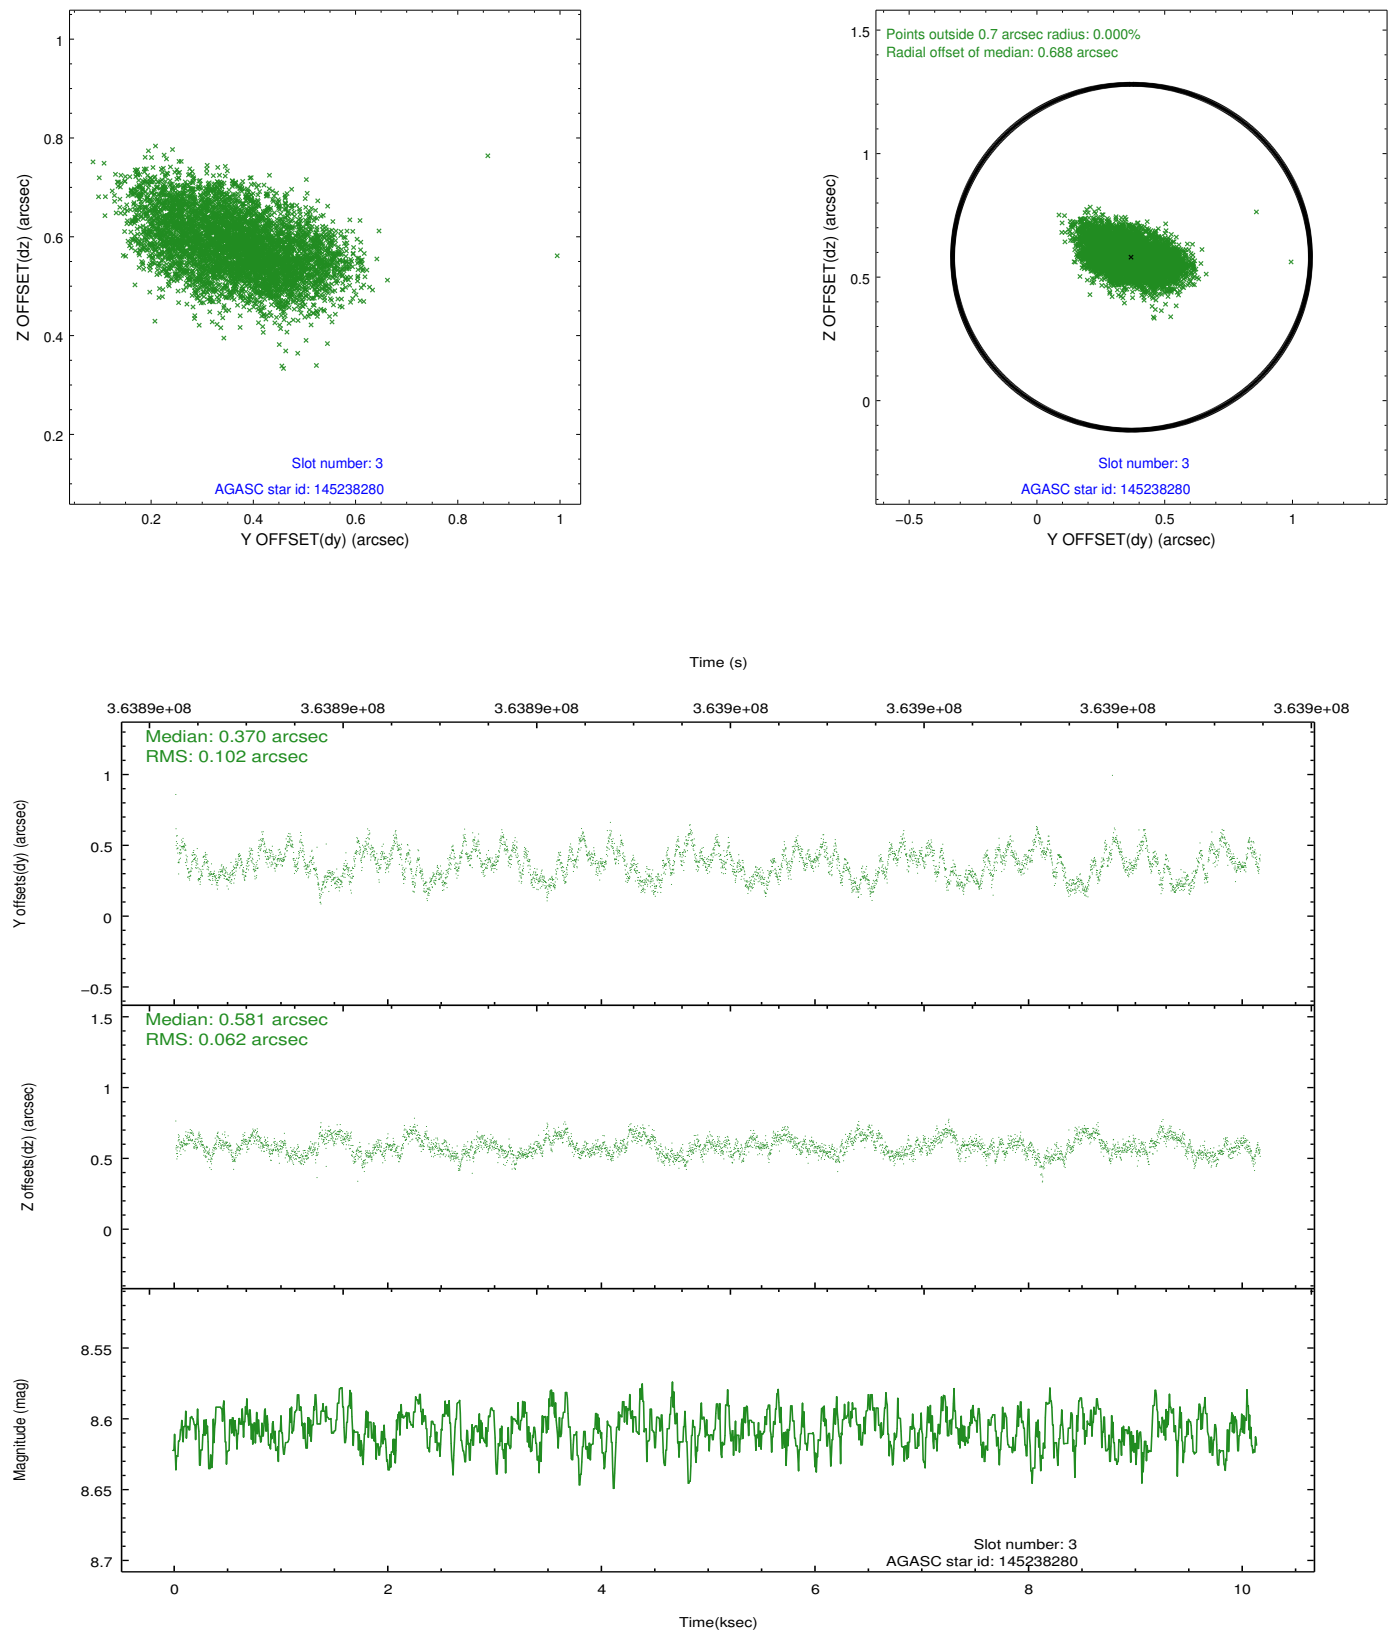 1
0.8
0.6
0.4
0.2
Z OFFSET(dz) (arcsec)
Slot number: 3
AGASC star id: 145238280
0.2 0.4 0.6 0.8 1
Y OFFSET(dy) (arcsec)
Points outside 0.7 arcsec radius: 0.000%
Radial offset of median: 0.688 arcsec
1.5
1
0.5
0
Z OFFSET(dz) (arcsec)
Slot number: 3
AGASC star id: 145238280
−0.5 0 0.5 1
Y OFFSET(dy) (arcsec)
Time (s)
3.6389e+08 3.6389e+08 3.6389e+08 3.639e+08 3.639e+08 3.639e+08 3.639e+08
Median: 0.370 arcsec
RMS: 0.102 arcsec
1
0.5
0
−0.5
Y offsets(dy) (arcsec)
Median: 0.581 arcsec
RMS: 0.062 arcsec
1.5
1
0.5
0
Z offsets(dz) (arcsec)
8.55
8.6
8.65
8.7
Magnitude (mag)
Slot number: 3
AGASC star id: 145238280
0 2 4 6 8 10
Time(ksec)